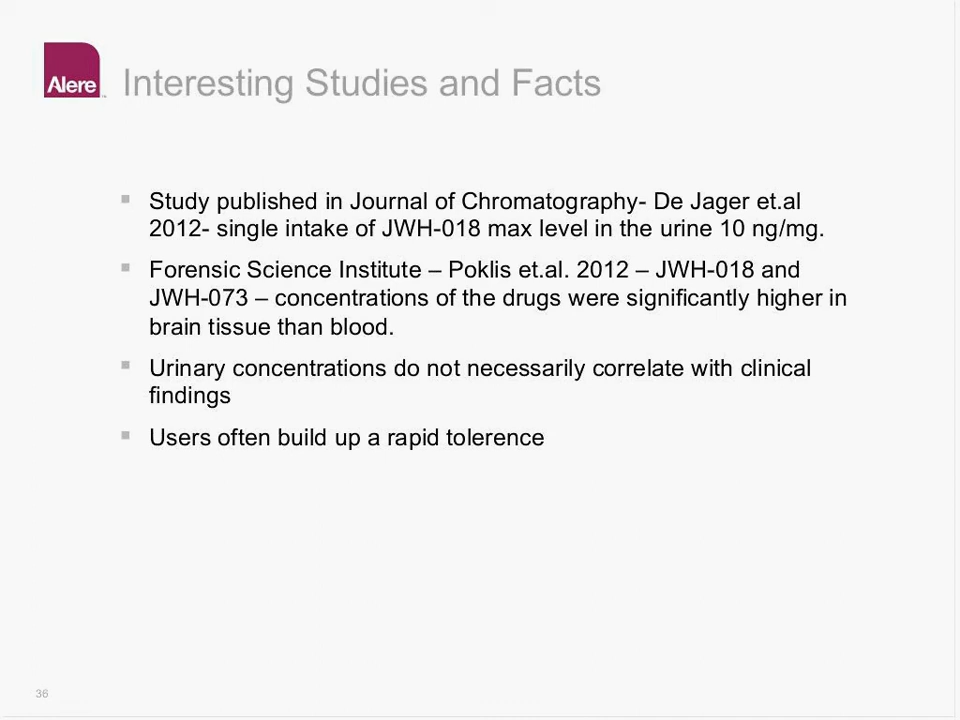 Alere
Interesting Studies and Facts
Study published in Journal of Chromatography- De Jager et.al
2012- single intake of JWH-018 max level in the urine 10 ng/mg.
Forensic Science Institute – Poklis et.al. 2012 – JWH-018 and
JWH-073 – concentrations of the drugs were significantly higher in
brain tissue than blood.
Urinary concentrations do not necessarily correlate with clinical
findings
Users often build up a rapid tolerence
36